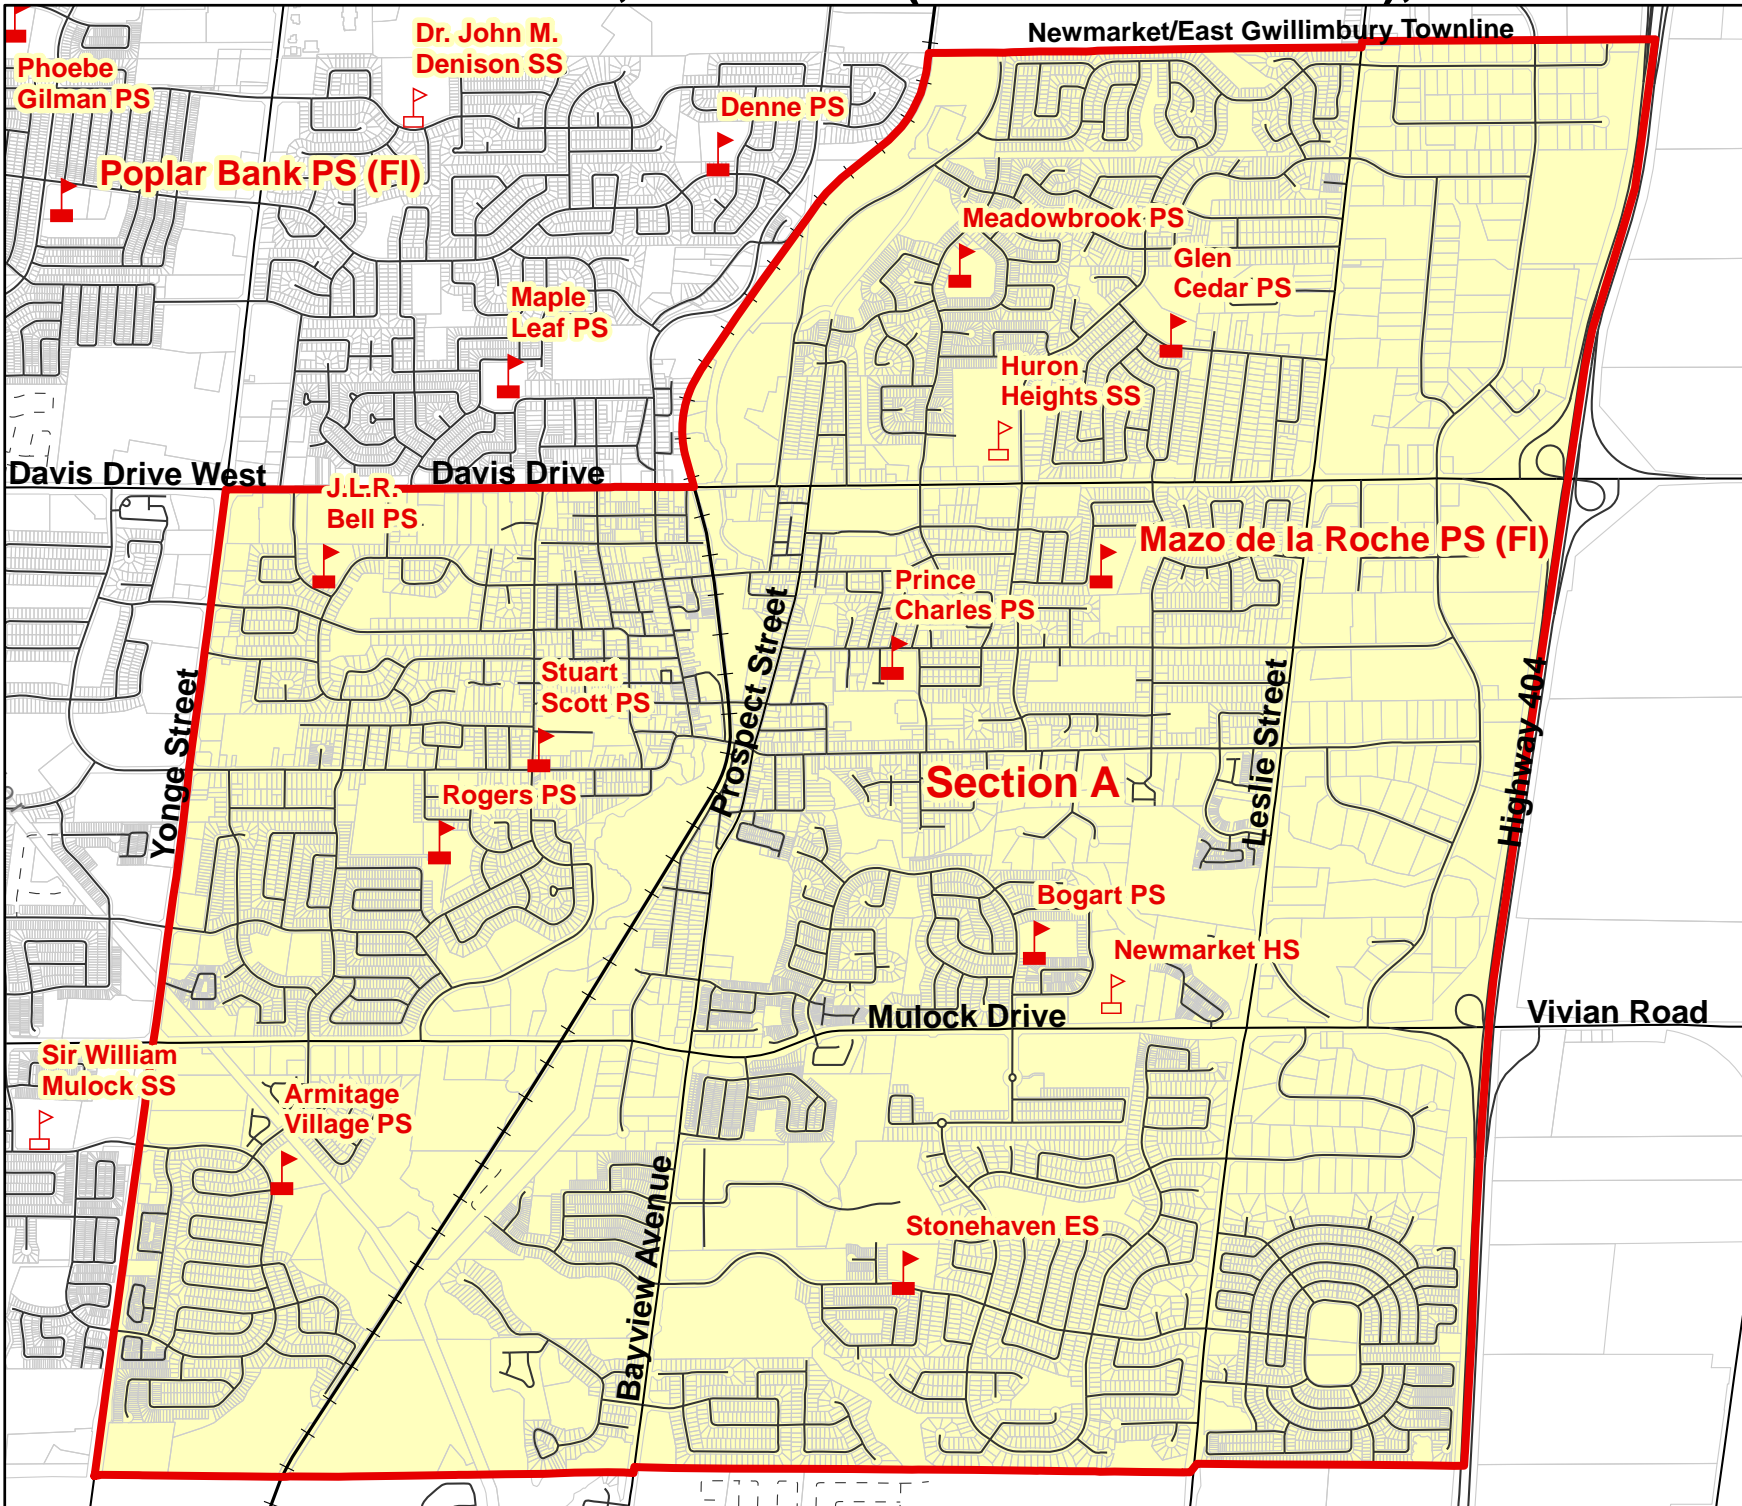 Newmarket/East Gwillimbury Townline
Dr. John M.
Denison SS
Phoebe
Gilman PS
Denne PS
Poplar Bank PS (FI)
Meadowbrook PS
Glen
Cedar PS
Maple
Leaf PS
Huron
Heights SS
Davis Drive West
Davis Drive
J.L.R.
Bell PS
Mazo de la Roche PS (FI)
Prince
Charles PS
Stuart
Scott PS
Prospect Street
Yonge Street
Leslie Street
Highway 404
Section A
Rogers PS
Bogart PS
Newmarket HS
Mulock Drive
Vivian Road
Sir William
Mulock SS
Armitage
Village PS
Bayview Avenue
Stonehaven ES